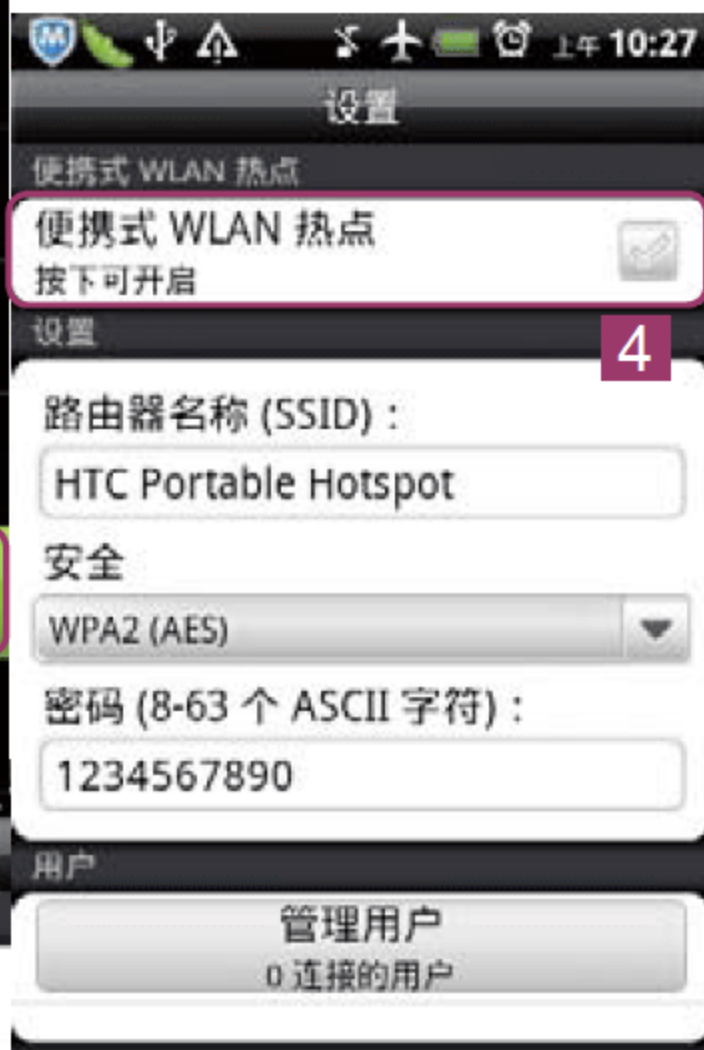 上午 10:27
设置
便携式 WLAN 热点
便携式 WLAN 热点
按下可开启
设置
4
路由器名称 (SSID)：
HTC Portable Hotspot
安全
WPA2 (AES)
密码 (8-63 个 ASCII 字符)：
1234567890
用户
管理用户
0 连接的用户